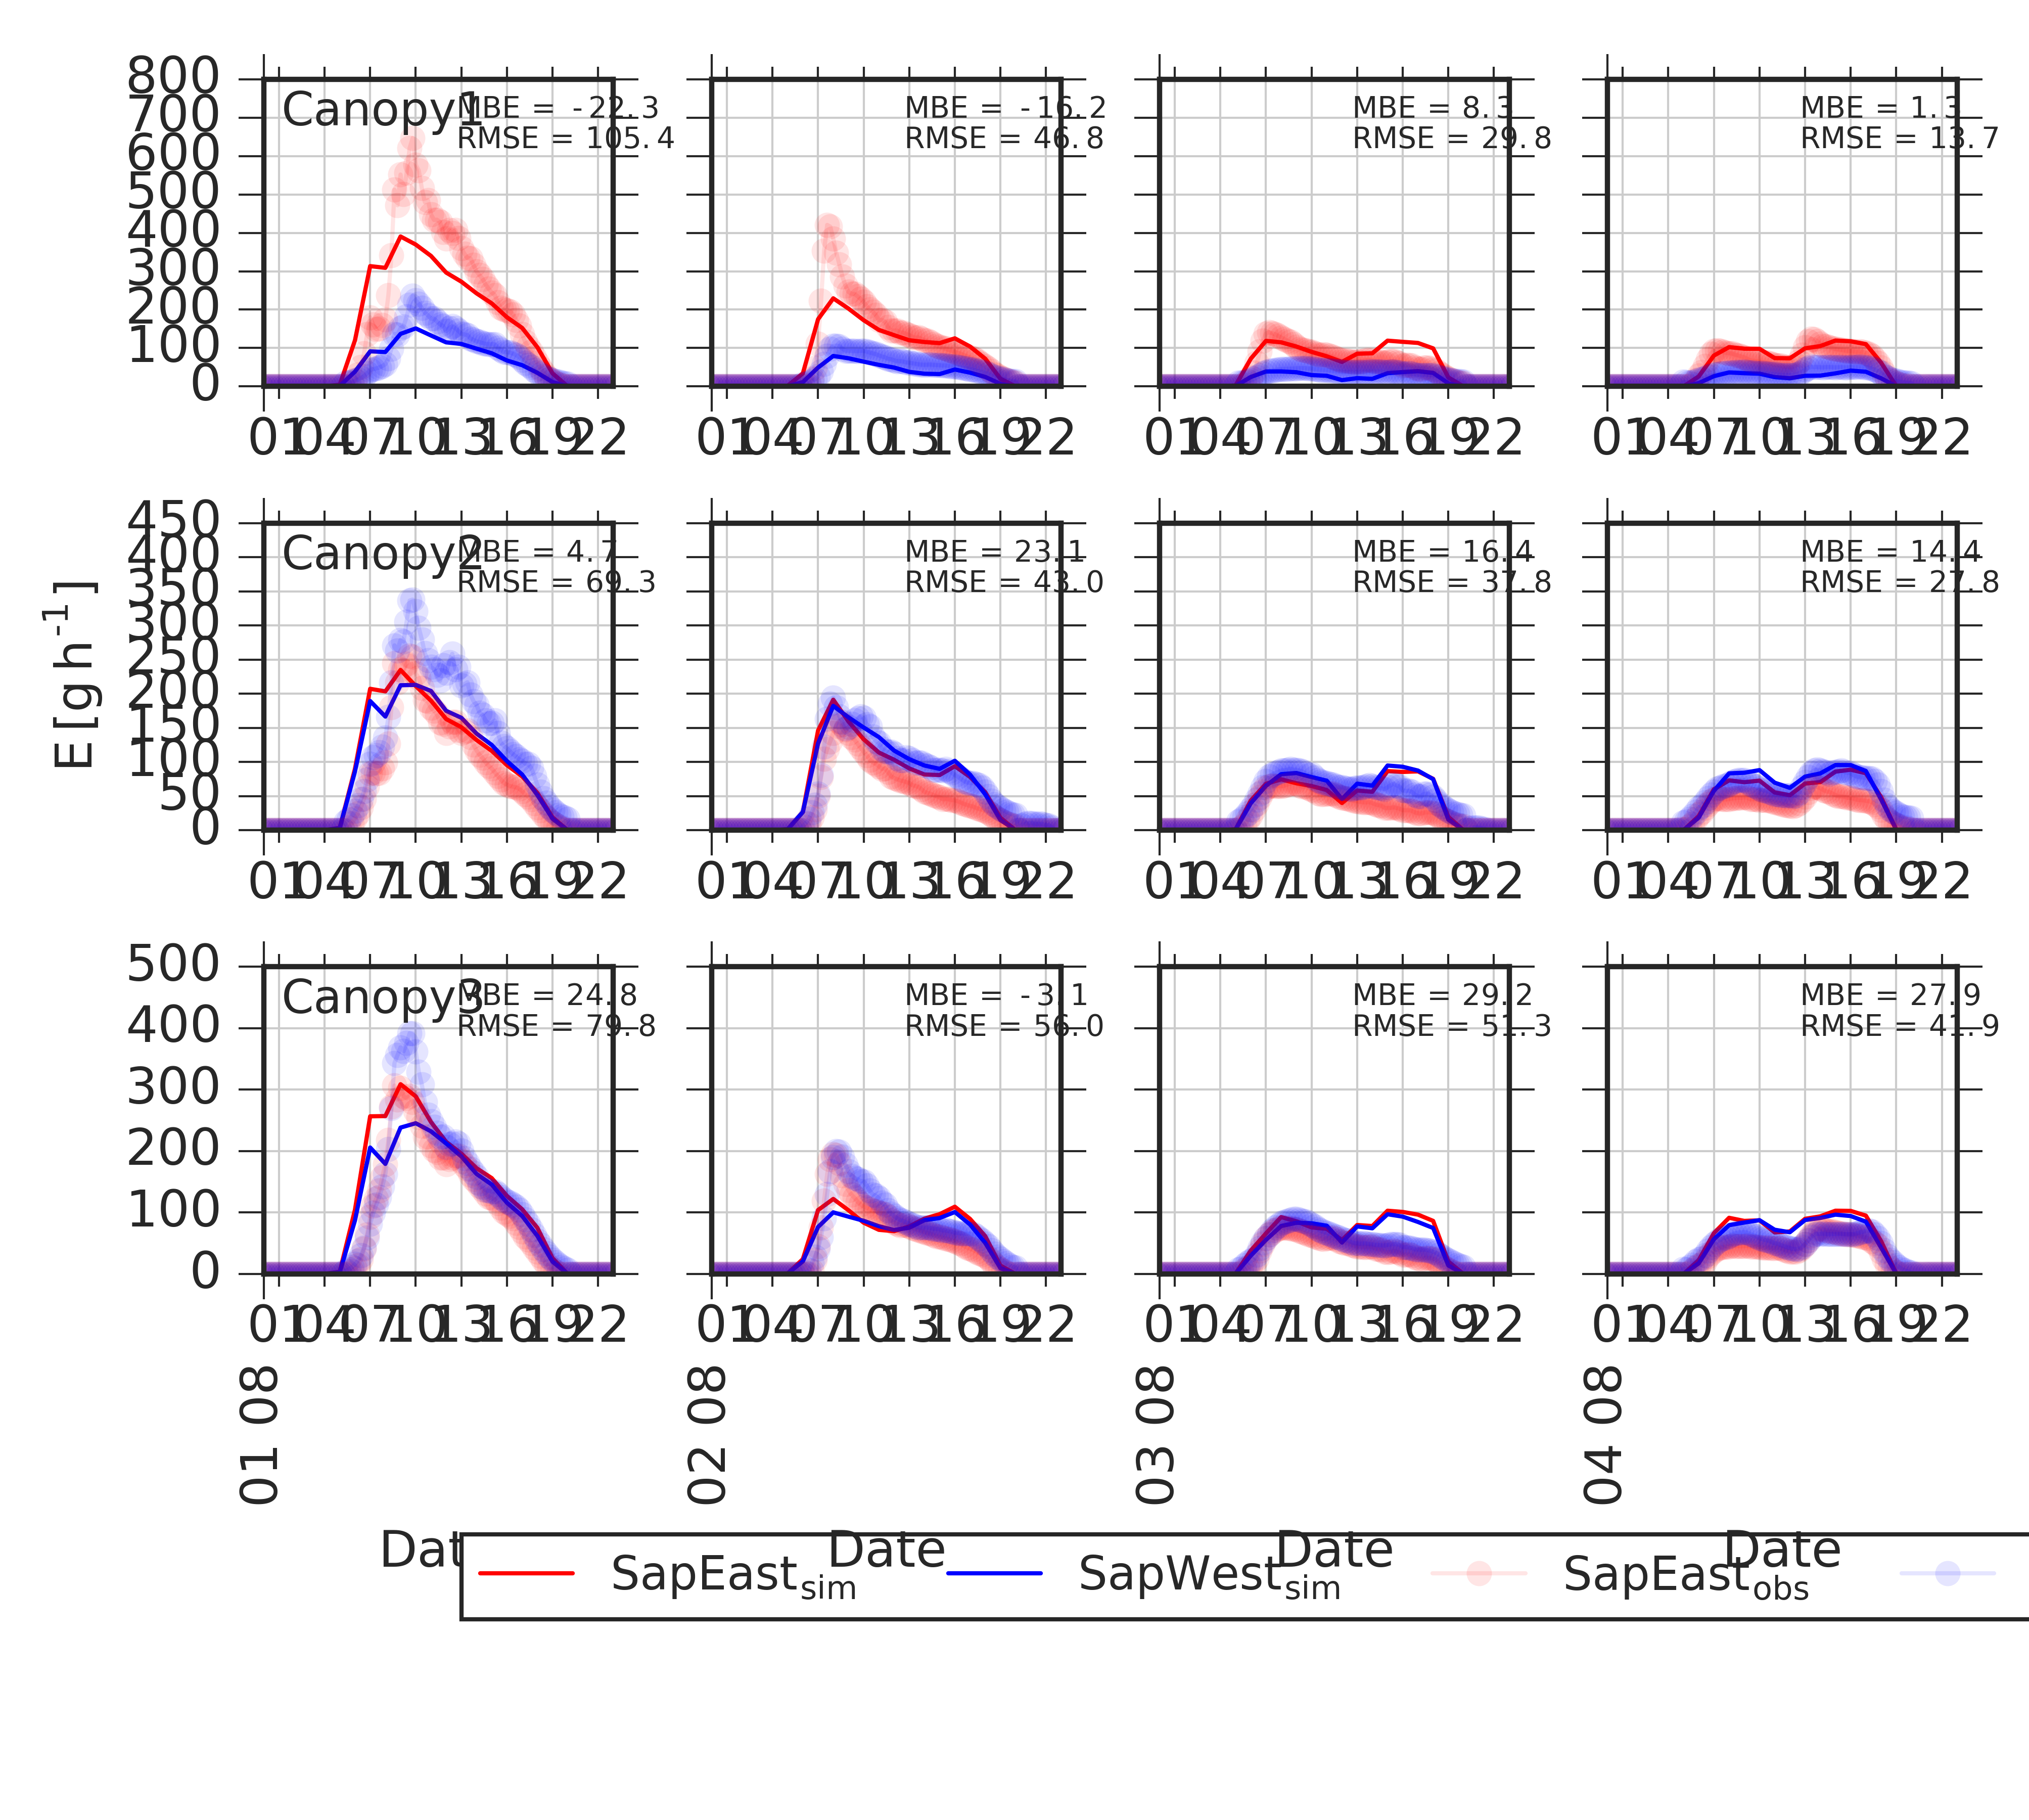 800
700
600
500
400
300
200
100
0
Canopy1
MBE = -22.3
RMSE = 105.4
MBE = -16.2
RMSE = 46.8
MBE = 8.3
RMSE = 29.8
MBE = 1.3
RMSE = 13.7
01 04 07 10 13 16 19 22
01 04 07 10 13 16 19 22
01 04 07 10 13 16 19 22
01 04 07 10 13 16 19 22
E [g h-1]
450
400
350
300
250
200
150
100
50
0
Canopy2
MBE = 4.7
RMSE = 69.3
MBE = 23.1
RMSE = 43.0
MBE = 16.4
RMSE = 37.8
MBE = 14.4
RMSE = 27.8
01 04 07 10 13 16 19 22
01 04 07 10 13 16 19 22
01 04 07 10 13 16 19 22
01 04 07 10 13 16 19 22
500
400
300
200
100
0
Canopy3
MBE = 24.8
RMSE = 79.8
MBE = -3.1
RMSE = 56.0
MBE = 29.2
RMSE = 51.3
MBE = 27.9
RMSE = 41.9
01 04 07 10 13 16 19 22
01 04 07 10 13 16 19 22
01 04 07 10 13 16 19 22
01 04 07 10 13 16 19 22
01 08
02 08
03 08
04 08
Dat
Date
Date
Date
SapEast sim
SapWest sim
SapEast obs